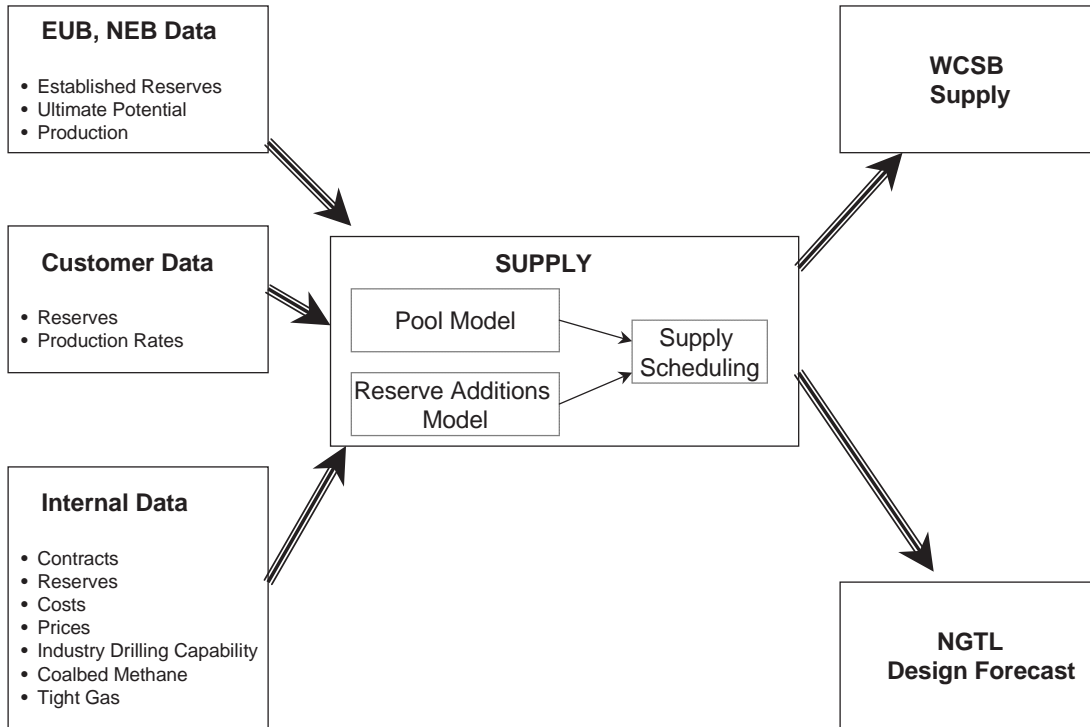 EUB, NEB Data
• Established Reserves
• Ultimate Potential
• Production
Customer Data
• Reserves
• Production Rates
Internal Data
• Contracts
• Reserves
• Costs
• Prices
• Industry Drilling Capability
• Coalbed Methane
• Tight Gas
SUPPLY
Pool Model
Reserve Additions
Model
Supply
Scheduling
WCSB
Supply
NGTL
Design Forecast